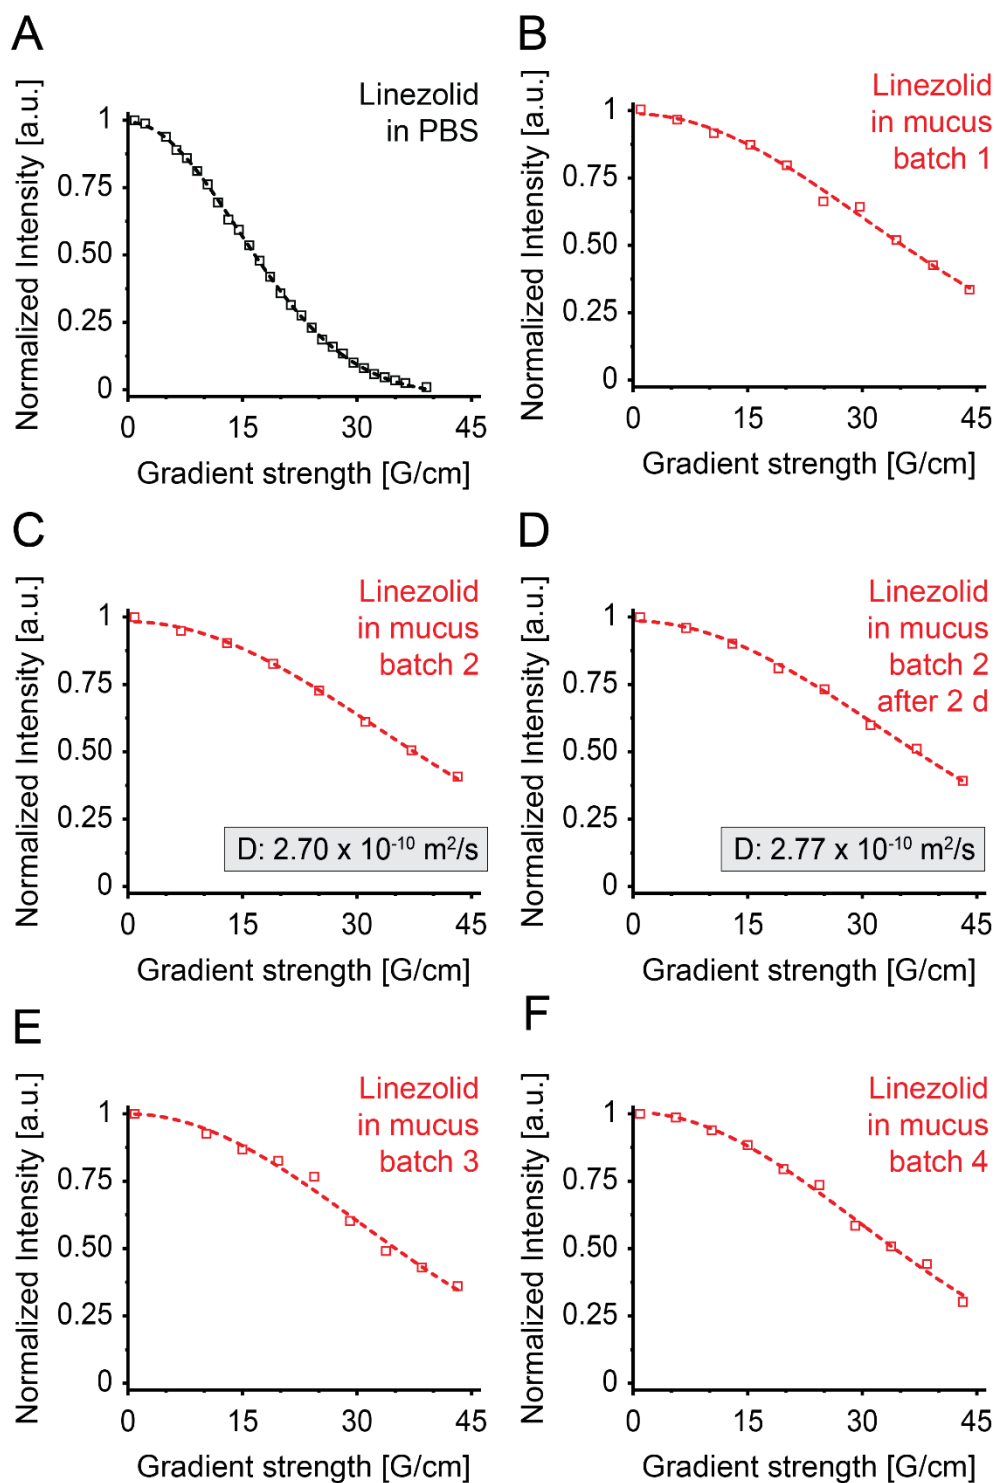 A
Normalized Intensity [a.u.]
1
0.75
0.50
0.25
0
0
15
30
45
Gradient strength [G/cm]
Linezolid
in PBS
B
Normalized Intensity [a.u.]
1
0.75
0.50
0.25
0
0
15
30
45
Gradient strength [G/cm]
Linezolid
in mucus
batch 1
C
Normalized Intensity [a.u.]
1
0.75
0.50
0.25
0
0
15
30
45
Gradient strength [G/cm]
Linezolid
in mucus
batch 2
D: 2.70 x 10⁻¹⁰ m²/s
D
Normalized Intensity [a.u.]
1
0.75
0.50
0.25
0
0
15
30
45
Gradient strength [G/cm]
Linezolid
in mucus
batch 2
after 2 d
D: 2.77 x 10⁻¹⁰ m²/s
E
Normalized Intensity [a.u.]
1
0.75
0.50
0.25
0
0
15
30
45
Gradient strength [G/cm]
Linezolid
in mucus
batch 3
F
Normalized Intensity [a.u.]
1
0.75
0.50
0.25
0
0
15
30
45
Gradient strength [G/cm]
Linezolid
in mucus
batch 4